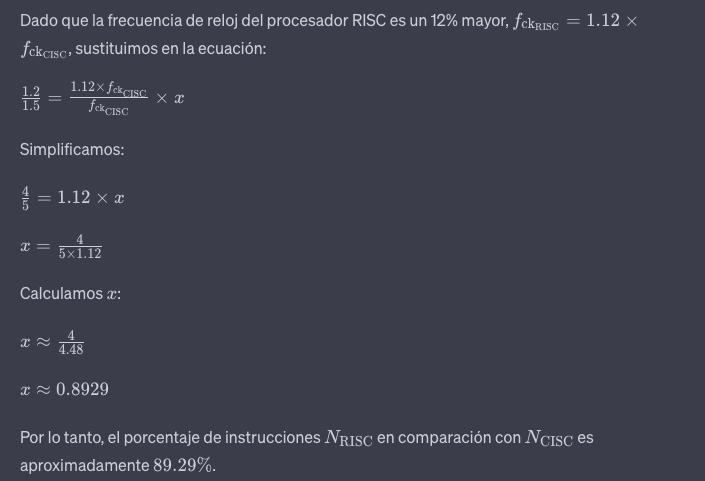 Dado que la frecuencia de reloj del procesador RISC es un 12% mayor, $f_{\text{ck}_{\text{RISC}}} = 1.12 \times$
$f_{\text{ck}_{\text{CISC}}}$, sustituimos en la ecuación:
$\frac{1.2}{1.5} = \frac{1.12 \times f_{\text{ck}_{\text{CISC}}}}{f_{\text{ck}_{\text{CISC}}}} \times x$
Simplificamos:
$\frac{4}{5} = 1.12 \times x$
$x = \frac{4}{5 \times 1.12}$
Calculamos $x$:
$x \approx \frac{4}{4.48}$
$x \approx 0.8929$
Por lo tanto, el porcentaje de instrucciones $N_{\text{RISC}}$ en comparación con $N_{\text{CISC}}$ es
aproximadamente $89.29\%$.